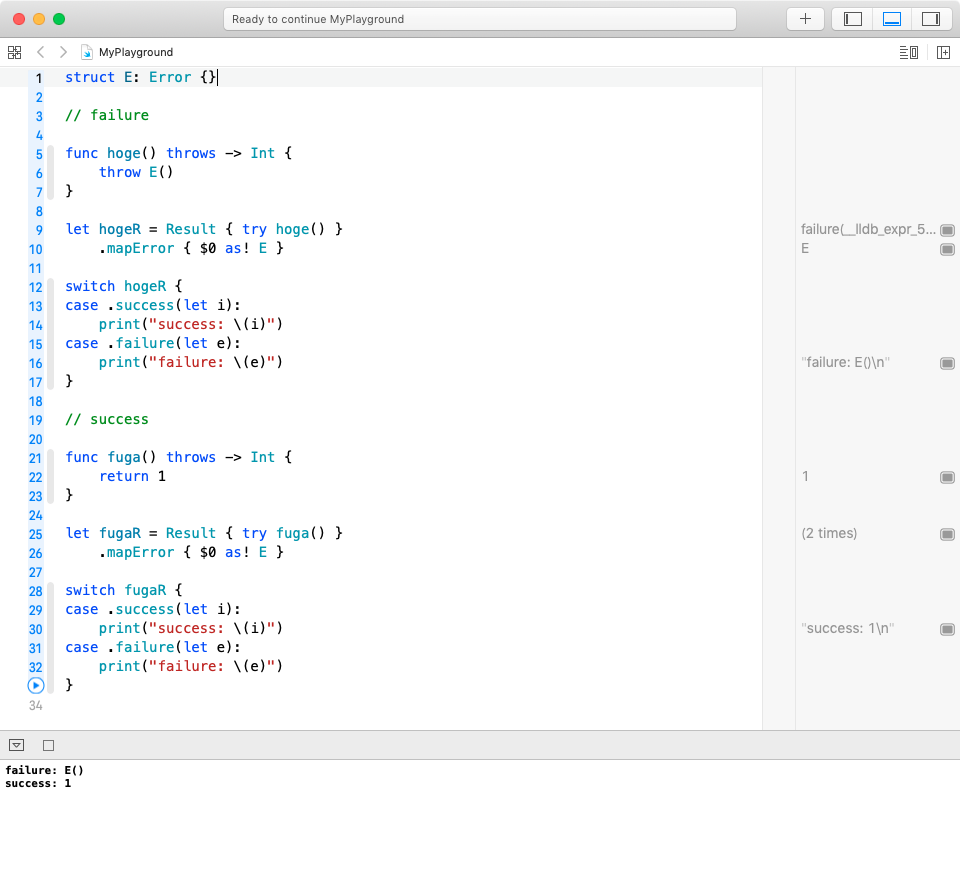 Ready to continue MyPlayground
MyPlayground
1 struct E: Error {}
2
3 // failure
4
5 func hoge() throws -> Int {
6     throw E()
7 }
8
9 let hogeR = Result { try hoge() } failure(__lldb_expr_5...
10     .mapError { $0 as! E } E
11
12 switch hogeR {
13 case .success(let i):
14     print("success: \(i)")
15 case .failure(let e):
16     print("failure: \(e)") "failure: E()\n"
17 }
18
19 // success
20
21 func fuga() throws -> Int {
22     return 1 1
23 }
24
25 let fugaR = Result { try fuga() } (2 times)
26     .mapError { $0 as! E }
27
28 switch fugaR {
29 case .success(let i):
30     print("success: \(i)") "success: 1\n"
31 case .failure(let e):
32     print("failure: \(e)")
}
34
failure: E()
success: 1